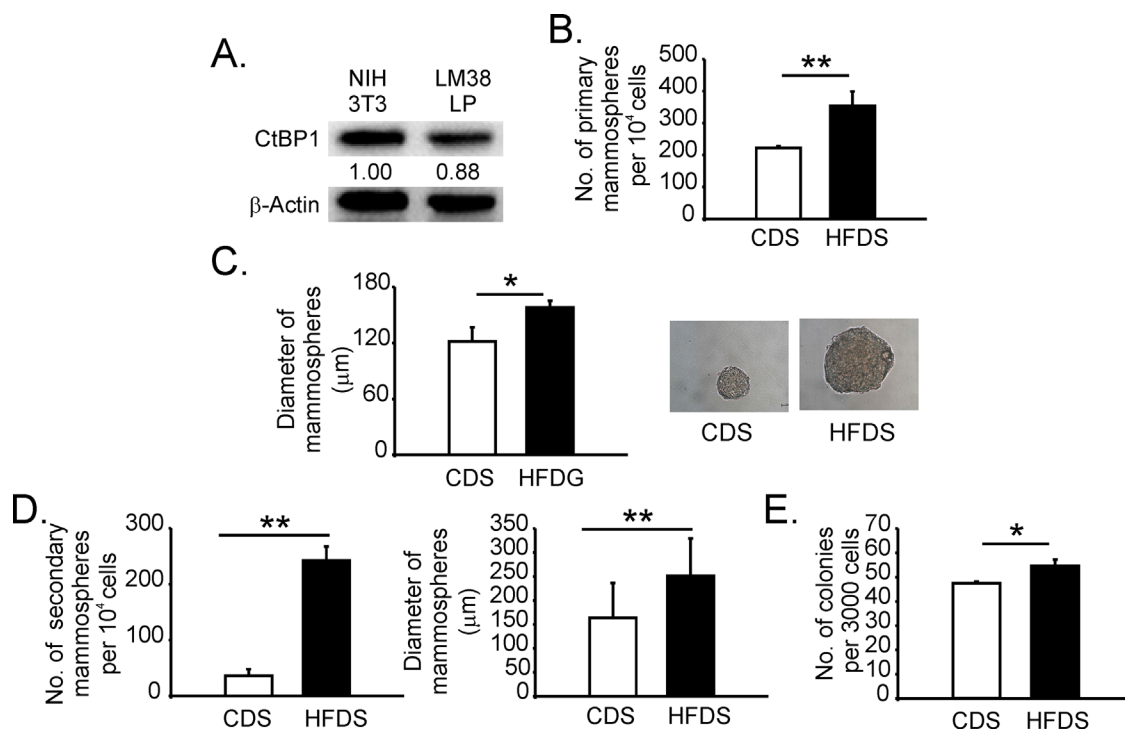 A.
NIH
3T3
LM38
LP
CtBP1
1.00 0.88
β-Actin
B.
No. of primary
mammospheres
per 10⁴ cells
500
400
300
200
100
0
**
CDS HFDS
C.
Diameter of
mammospheres
(μm)
180
120
60
0
*
CDS HFDG
CDS HFDS
D.
No. of secondary
mammospheres
per 10⁴ cells
300
200
100
0
**
CDS HFDS
Diameter of
mammospheres
(μm)
350
300
250
200
150
100
50
0
**
CDS HFDS
E.
No. of colonies
per 3000 cells
70
60
50
40
30
20
10
0
*
CDS HFDS